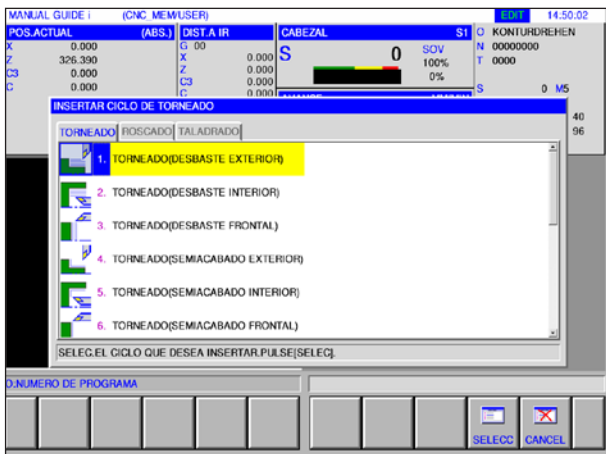 MANUAL GUIDE i (CNC_MEM/USER) EDIT 14:50.02
POS.ACTUAL (ABS.) DIST.A IR CABEZAL S1 O KONTURDREHEN
X 0.000 G 00 S 0 SOV N 00000000
Z 326.390 X 0.000 100% T 0000
C3 0.000 Z 0.000 0%
C 0.000 C3 0.000 S 0 M5
C 0.000
INSERTAR CICLO DE TORNEADO
40
TORNEADO ROSCADO TALADRADO 96
1. TORNEADO(DESBASTE EXTERIOR)
2. TORNEADO(DESBASTE INTERIOR)
3. TORNEADO(DESBASTE FRONTAL)
4. TORNEADO(SEMIACABADO EXTERIOR)
5. TORNEADO(SEMIACABADO INTERIOR)
6. TORNEADO(SEMIACABADO FRONTAL)
SELEC.EL CICLO QUE DESEA INSERTAR.PULSE[SELEC].
O:NUMERO DE PROGRAMA
SELECC CANCEL